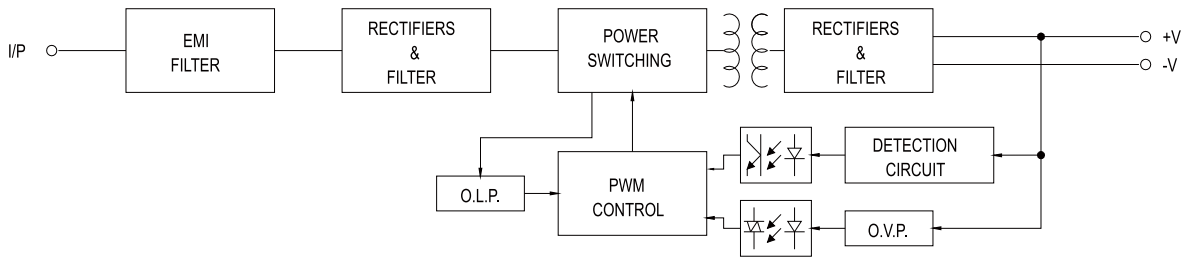 I/P
EMI
FILTER
RECTIFIERS
&
FILTER
POWER
SWITCHING
RECTIFIERS
&
FILTER
+V
-V
O.L.P.
PWM
CONTROL
DETECTION
CIRCUIT
O.V.P.